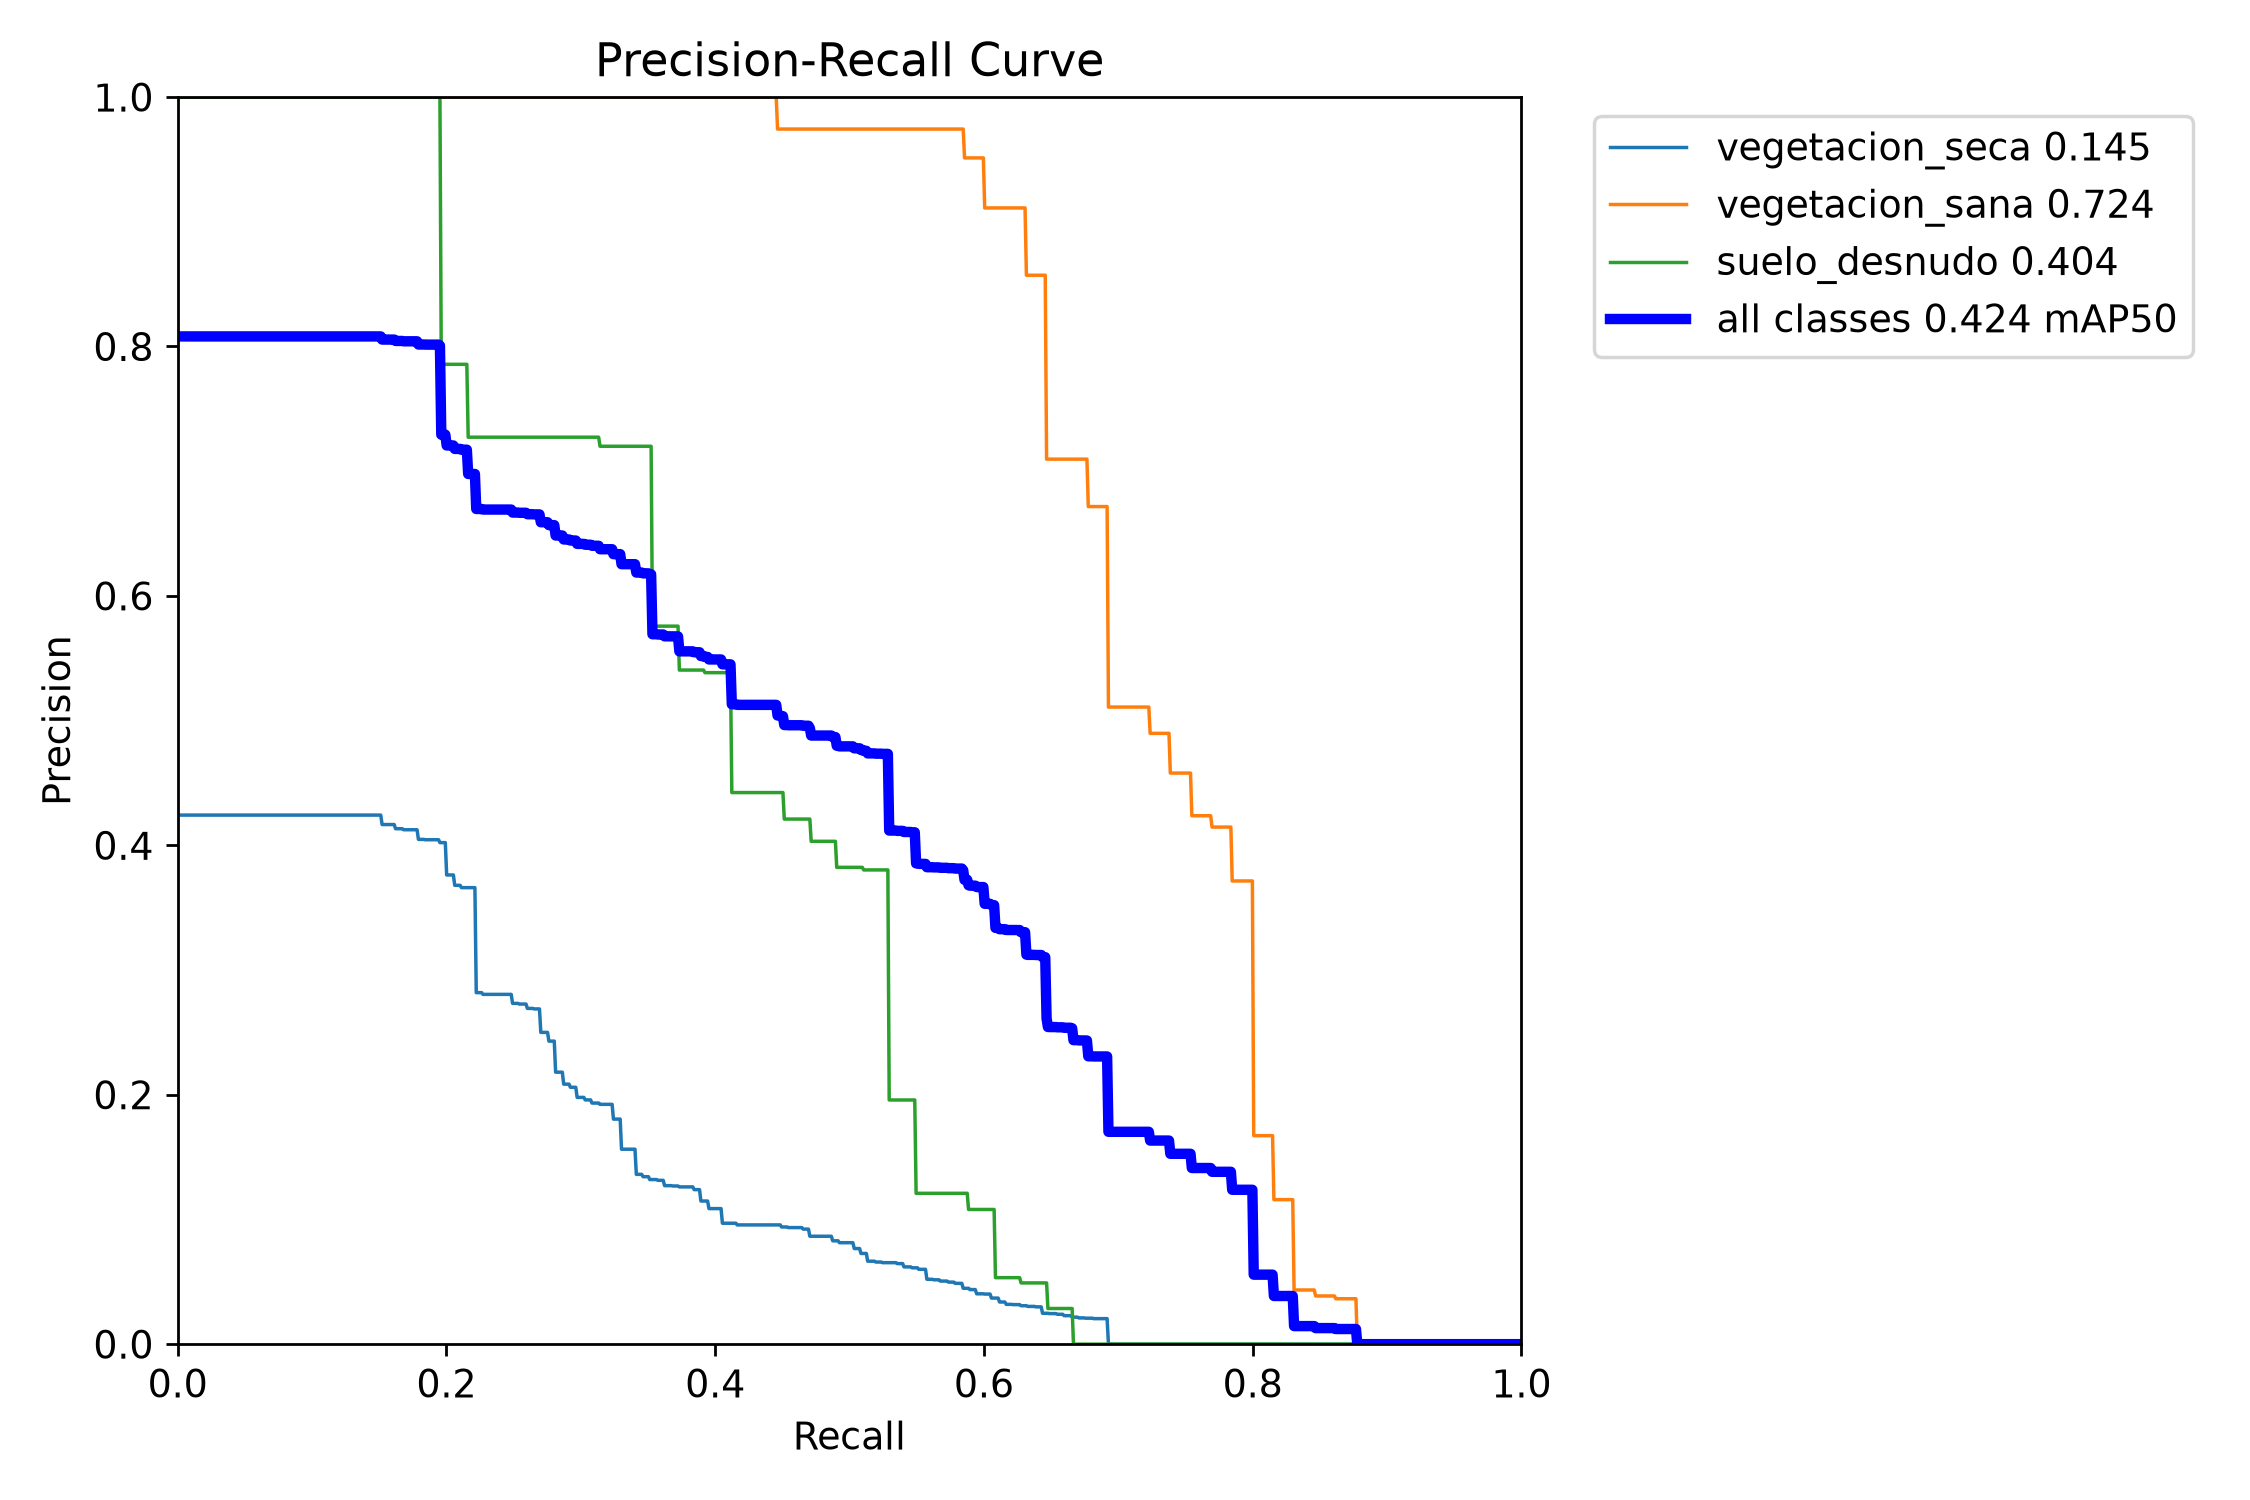 Precision-Recall Curve
1.0
0.8
0.6
0.4
0.2
0.0
Precision
0.0 0.2 0.4 0.6 0.8 1.0
Recall
vegetacion_seca 0.145
vegetacion_sana 0.724
suelo_desnudo 0.404
all classes 0.424 mAP50